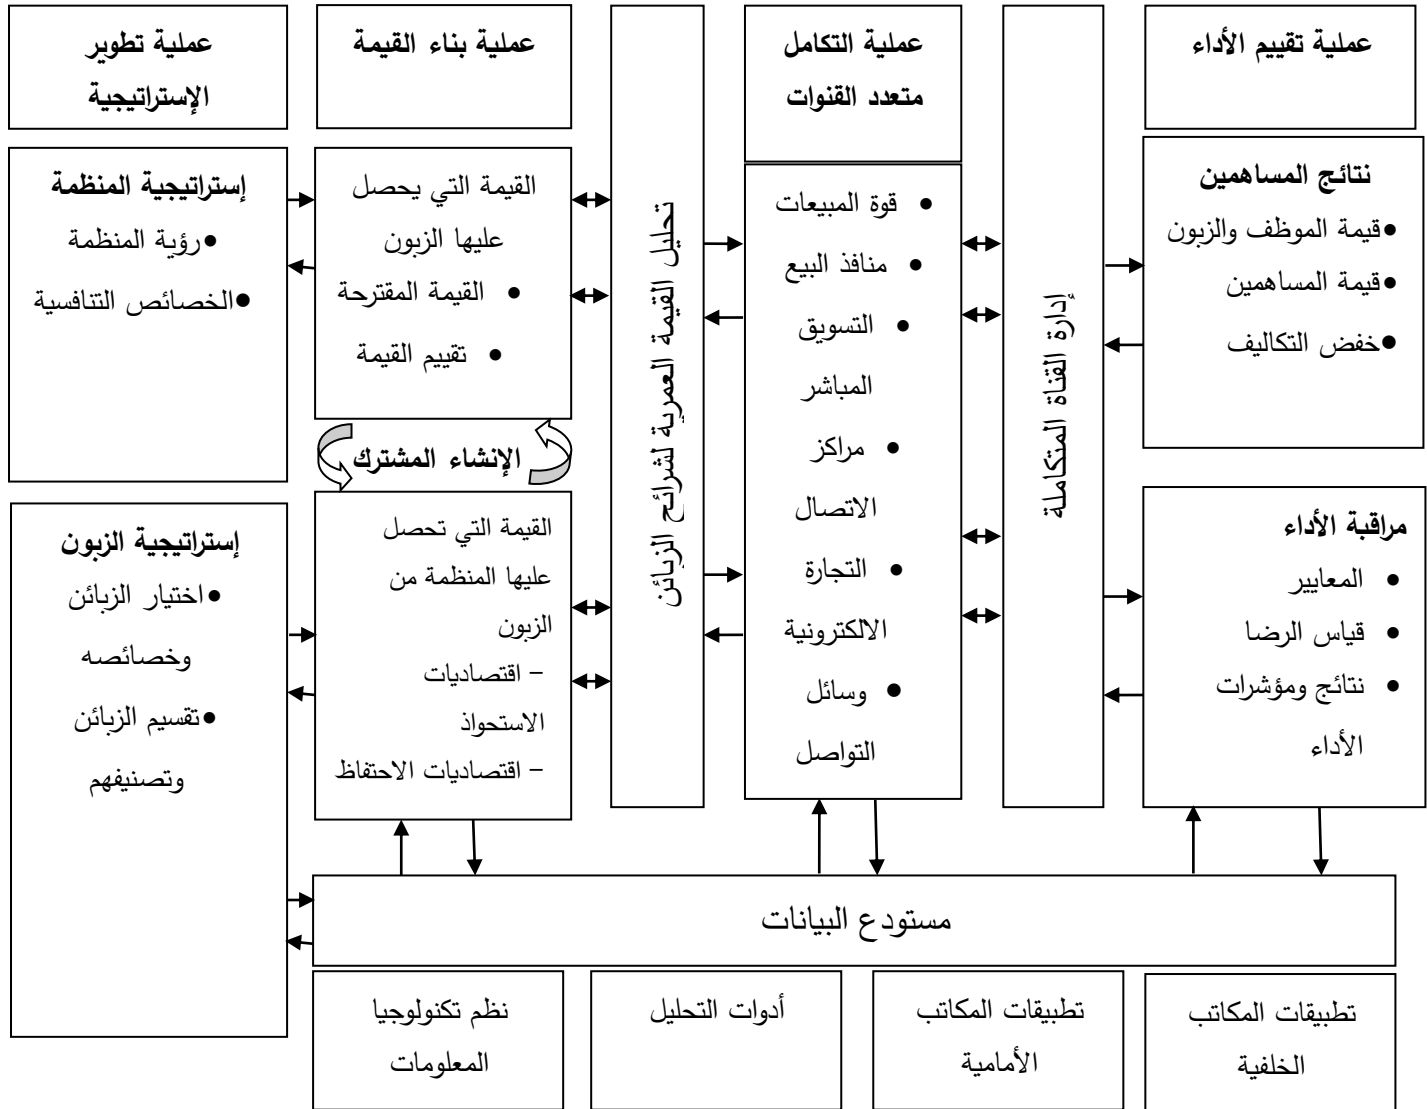 عملية تطوير
الإستراتيجية
عملية بناء القيمة
عملية التكامل
متعدد القنوات
عملية تقييم الأداء
إستراتيجية المنظمة
●رؤية المنظمة
●الخصائص التنافسية
إستراتيجية الزبون
●اختيار الزبائن
وخصائصه
●تقسيم الزبائن
وتصنيفهم
القيمة التي يحصل
عليها الزبون
● القيمة المقترحة
● تقييم القيمة
الإنشاء المشترك
القيمة التي تحصل
عليها المنظمة من
الزبون
– اقتصاديات
الاستحواذ
– اقتصاديات الاحتفاظ
تحليل القيمة العمرية لشرائح الزبائن
● قوة المبيعات
● منافذ البيع
● التسويق
المباشر
● مراكز
الاتصال
● التجارة
الالكترونية
● وسائل
التواصل
إدارة القناة المتكاملة
نتائج المساهمين
●قيمة الموظف والزبون
●قيمة المساهمين
●خفض التكاليف
مراقبة الأداء
● المعايير
● قياس الرضا
● نتائج ومؤشرات
الأداء
مستودع البيانات
نظم تكنولوجيا
المعلومات
أدوات التحليل
تطبيقات المكاتب
الأمامية
تطبيقات المكاتب
الخلفية